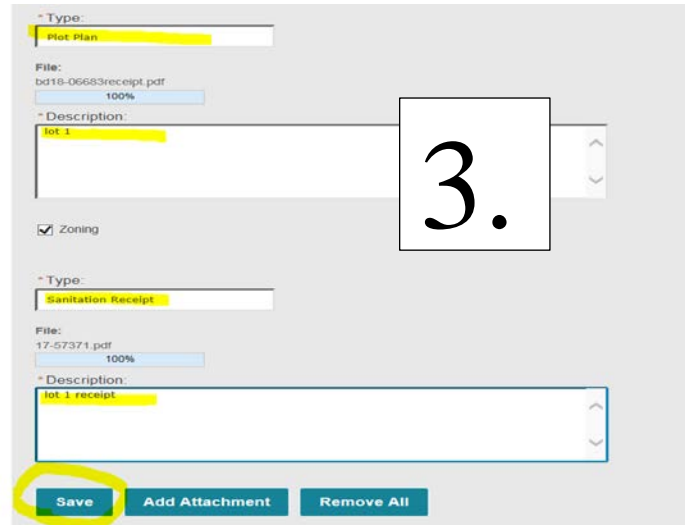 * Type:
Plot Plan
File:
bd18-06683receipt.pdf
100%
* Description:
lot 1
3.
Zoning
* Type:
Sanitation Receipt
File:
17-57371.pdf
100%
* Description:
lot 1 receipt
Save Add Attachment Remove All